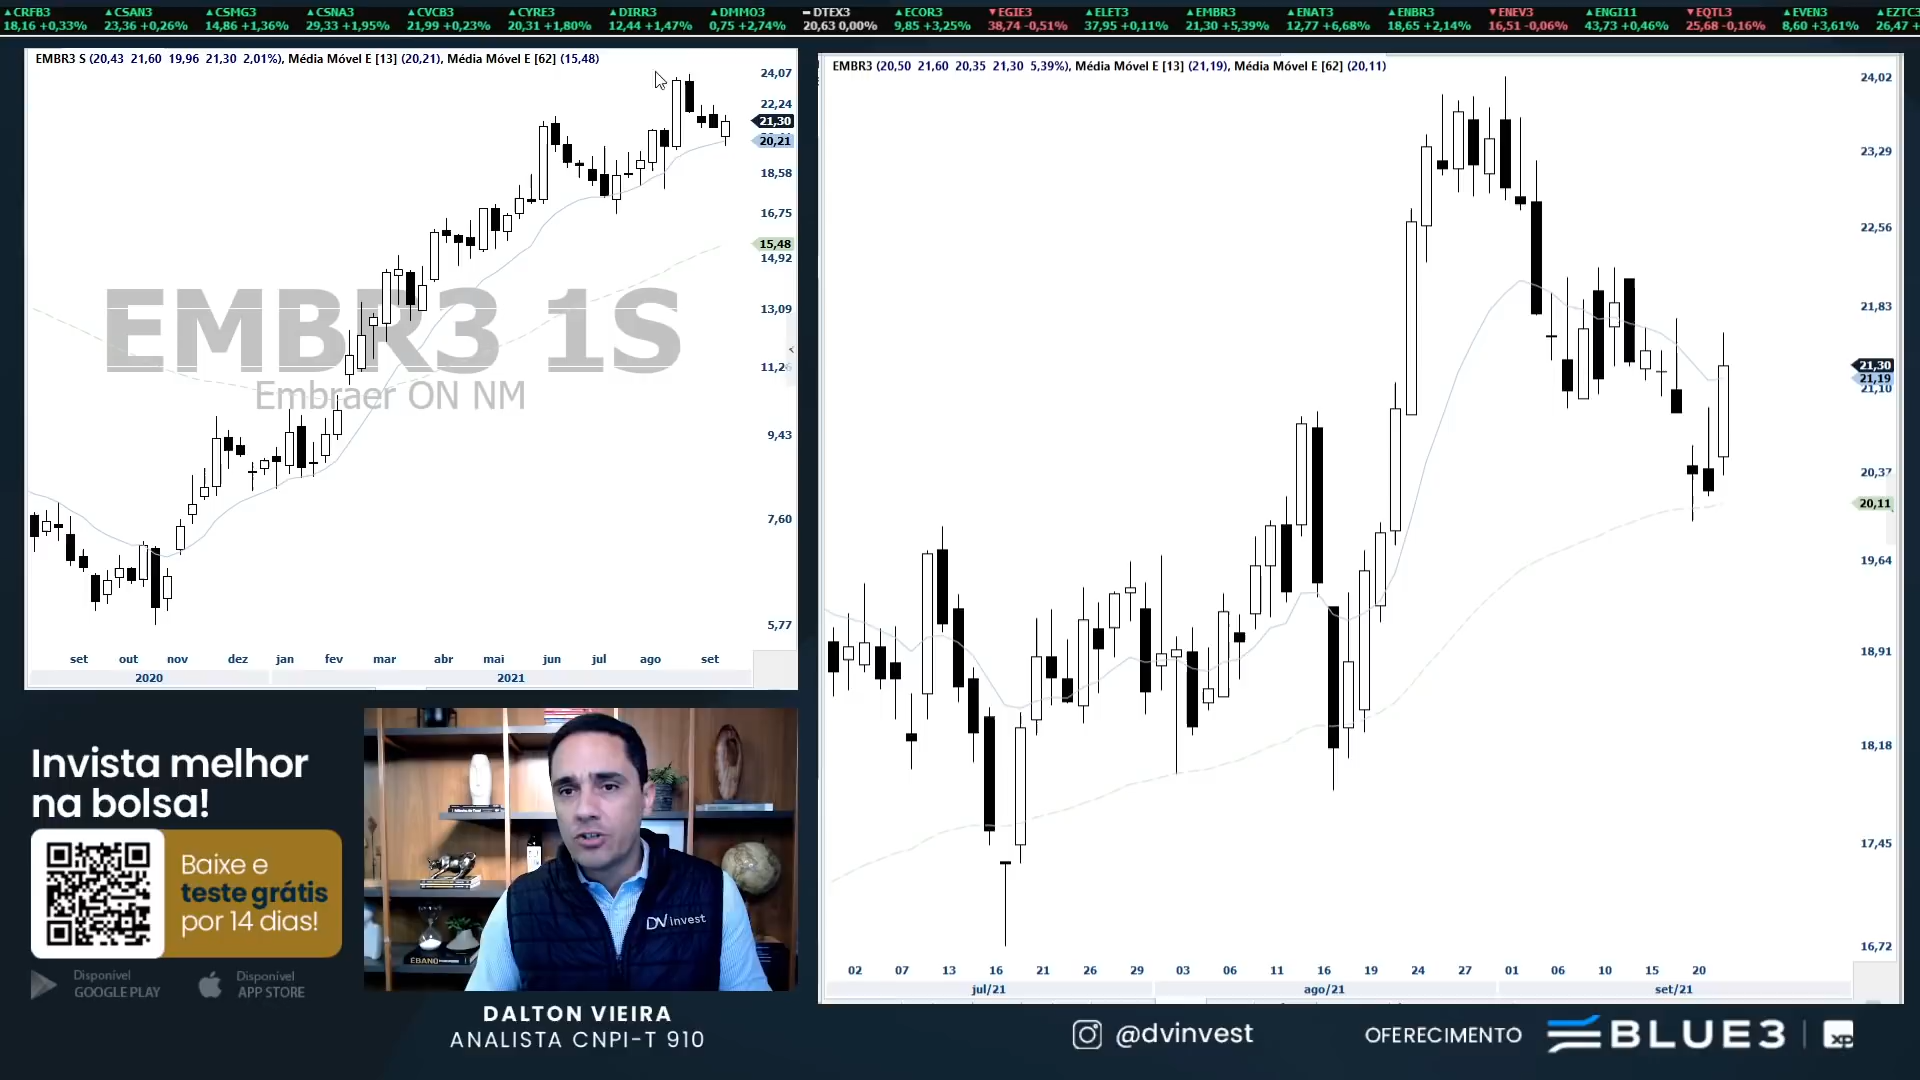 ▲CRFB3 ▲CSAN3 ▲CSMG3 ▲CSNA3 ▲CVCB3 ▲CYRE3 ▲DIRR3 ▲DMMO3 ▬DTEX3 ▲ECOR3 ▼EGIE3 ▲ELET3 ▲EMBR3 ▲ENAT3 ▲ENBR3 ▼ENEV3 ▲ENGI11 ▼EQTL3 ▲EVEN3 ▲EZTC3
18,16 +0,33% 23,36 +0,26% 14,86 +1,36% 29,33 +1,95% 21,99 +0,23% 20,31 +1,80% 12,44 +1,47% 0,75 +2,74% 20,63 0,00% 9,85 +3,25% 38,74 -0,51% 37,95 +0,11% 21,30 +5,39% 12,77 +6,68% 18,65 +2,14% 16,51 -0,06% 43,73 +0,46% 25,68 -0,16% 8,60 +3,61% 26,47 +
EMBR3 S (20,43 21,60 19,96 21,30 2,01%), Média Móvel E [13] (20,21), Média Móvel E [62] (15,48)
24,07
22,24
21,30
20,21
18,58
16,75
15,48
14,92
13,09
11,26
9,43
7,60
5,77
EMBR3 1S
Embraer ON NM
set out nov dez jan fev mar abr mai jun jul ago set
2020 2021
EMBR3 (20,50 21,60 20,35 21,30 5,39%), Média Móvel E [13] (21,19), Média Móvel E [62] (20,11)
24,02
23,29
22,56
21,83
21,30
21,19
21,10
20,37
20,11
19,64
18,91
18,18
17,45
16,72
02 07 13 16 21 26 29 03 06 11 16 19 24 27 01 06 10 15 20
jul/21 ago/21 set/21
Invista melhor
na bolsa!
Baixe e
teste grátis
por 14 dias!
Disponível
GOOGLE PLAY
Disponível
APP STORE
DV invest
EBANO
DALTON VIEIRA
ANALISTA CNPI-T 910
@dvinvest
OFERECIMENTO
BLUE3
xp